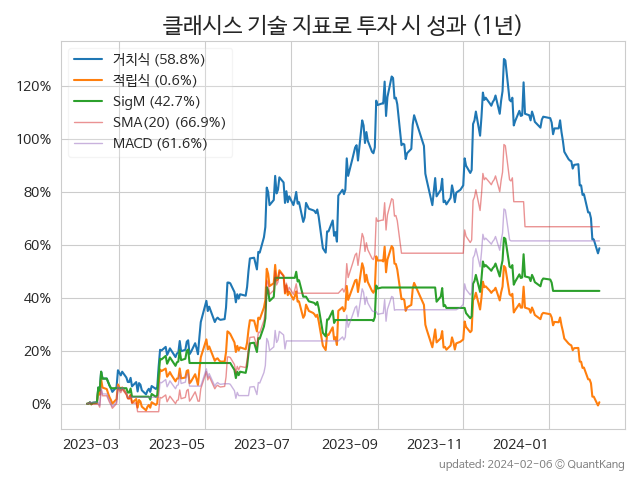 클래시스 기술 지표로 투자 시 성과 (1년)
거치식 (58.8%)
적립식 (0.6%)
SigM (42.7%)
SMA(20) (66.9%)
MACD (61.6%)
120%
100%
80%
60%
40%
20%
0%
2023-03 2023-05 2023-07 2023-09 2023-11 2024-01
updated: 2024-02-06 © QuantKang